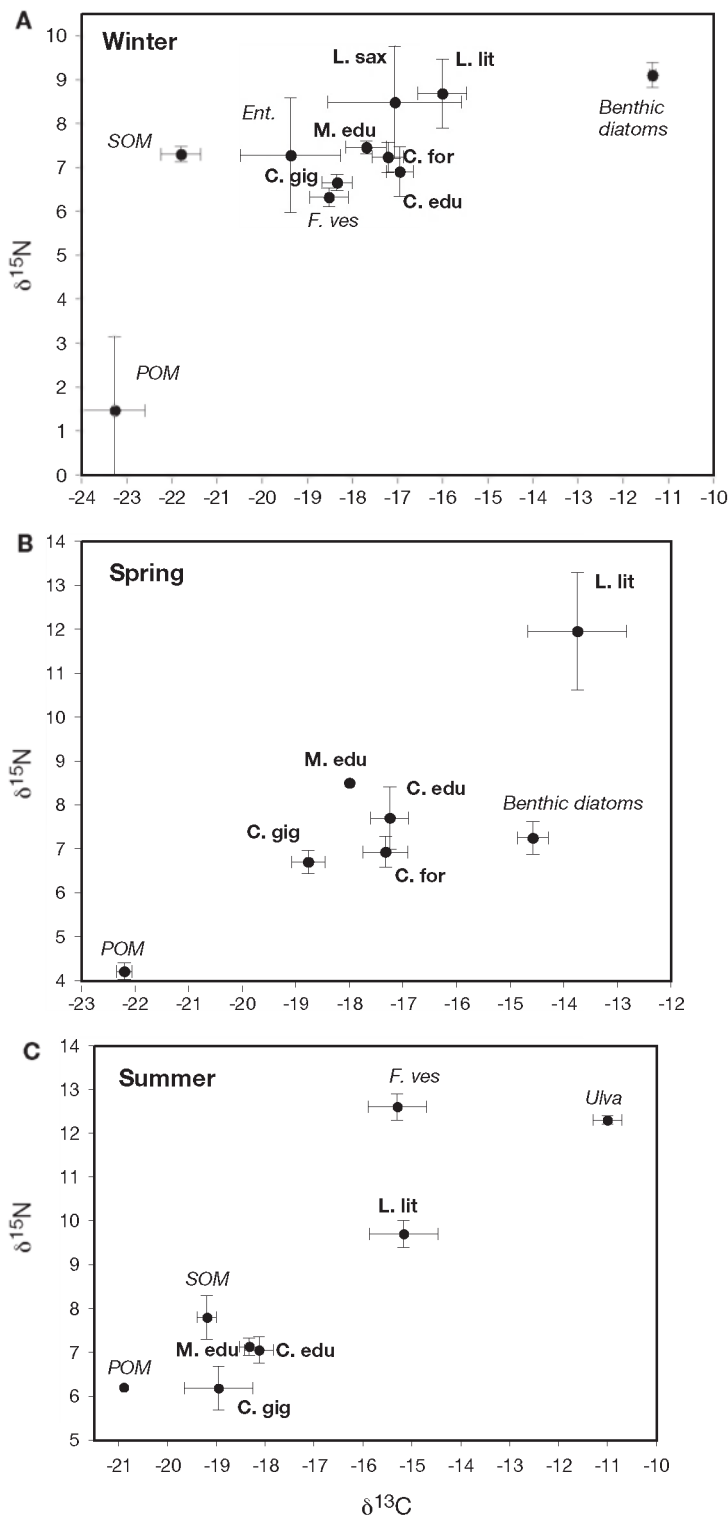 A
Winter
10
9
8
7
6
5
4
3
2
1
0
δ15N
L. sax
L. lit
Ent.
M. edu
SOM
C. for
C. gig
C. edu
F. ves
Benthic
diatoms
POM
-24 -23 -22 -21 -20 -19 -18 -17 -16 -15 -14 -13 -12 -11 -10
B
Spring
14
13
12
11
10
9
8
7
6
5
4
δ15N
L. lit
M. edu
C. edu
Benthic diatoms
C. gig
C. for
POM
-23 -22 -21 -20 -19 -18 -17 -16 -15 -14 -13 -12
C
Summer
14
13
12
11
10
9
8
7
6
5
δ15N
F. ves
Ulva
L. lit
SOM
M. edu
C. edu
POM
C. gig
-21 -20 -19 -18 -17 -16 -15 -14 -13 -12 -11 -10
δ13C